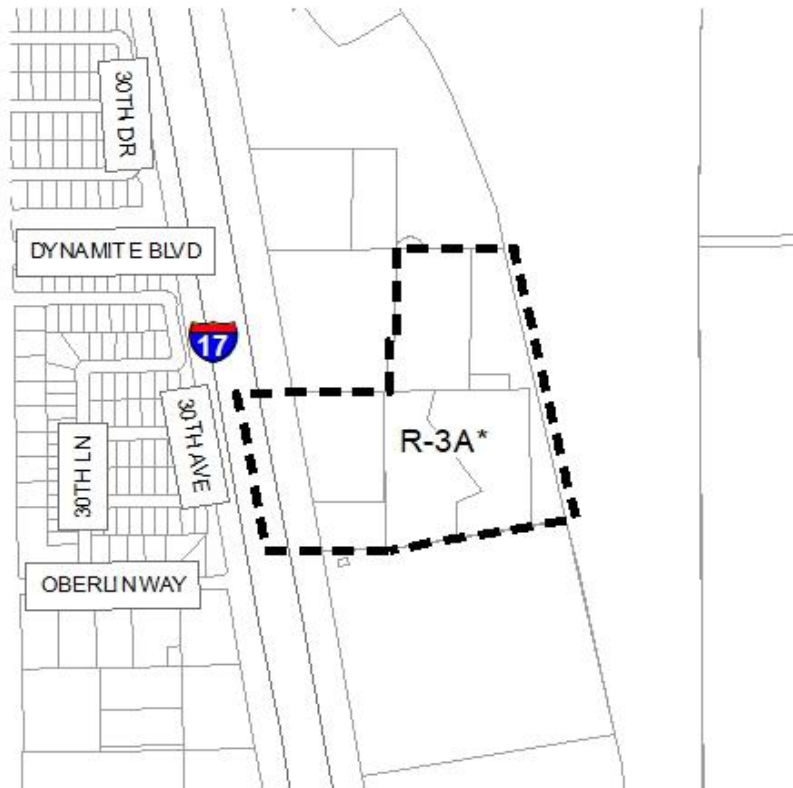 30TH DR
DYNAMITE BLVD
17
30TH AVE
R-3A*
30TH LN
OBERLIN WAY